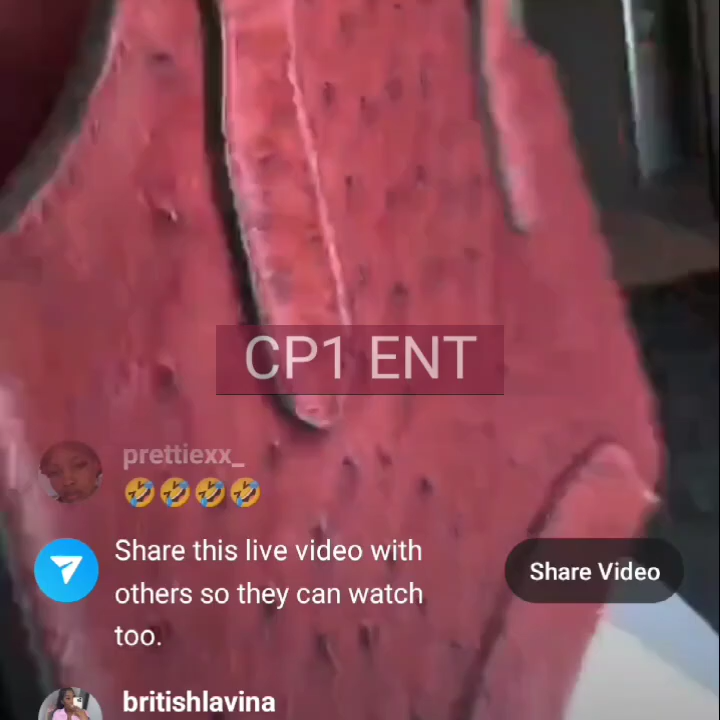 CP1 ENT
prettiexx_
🤣🤣🤣🤣
Share this live video with
others so they can watch
too.
Share Video
britishlavina